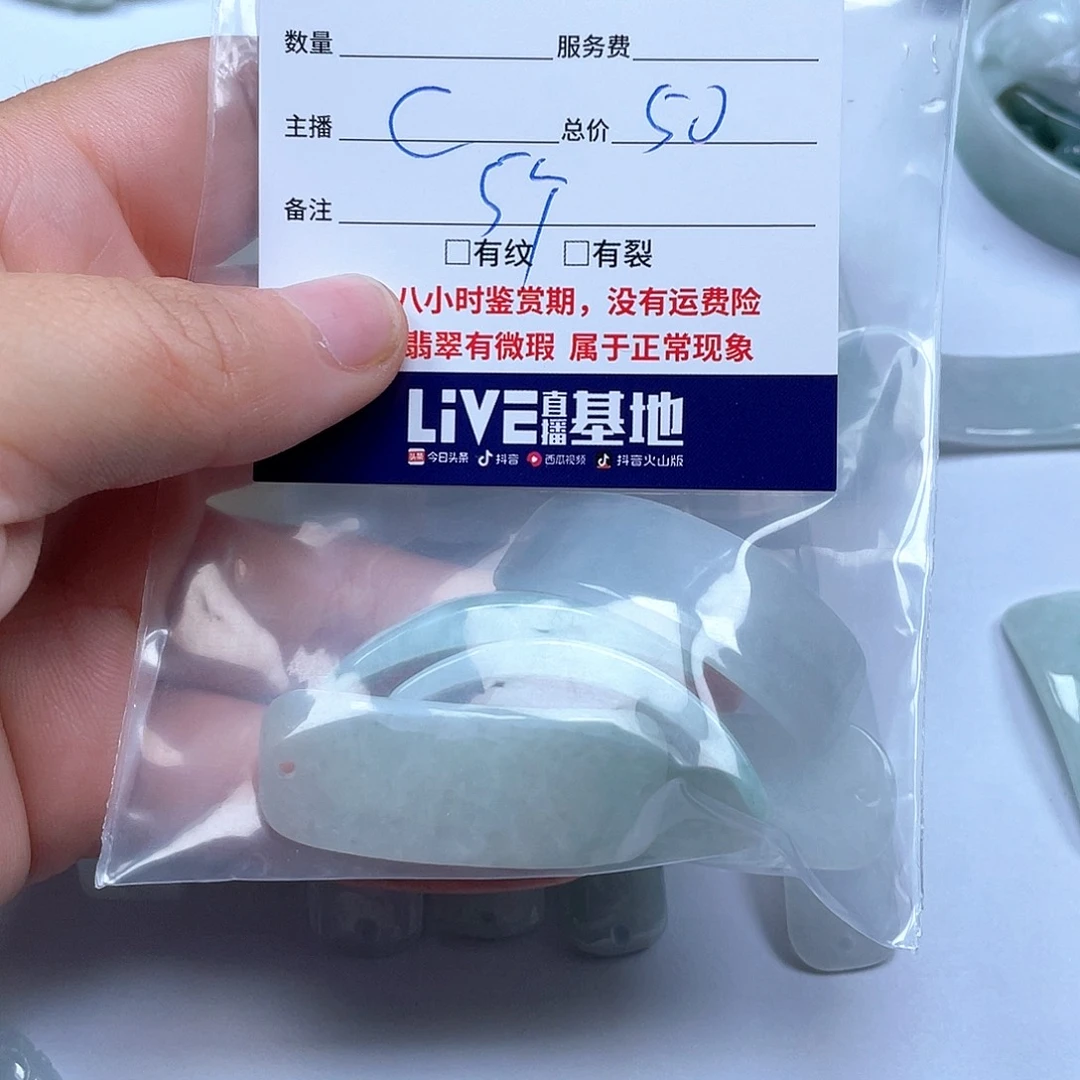 数量 服务费
主播 C 总价 50
备注
□有纹 □有裂
八小时鉴赏期，没有运费险
翡翠有微瑕 属于正常现象
LiVE直播基地
头条 今日头条 抖音 西瓜视频 抖音火山版